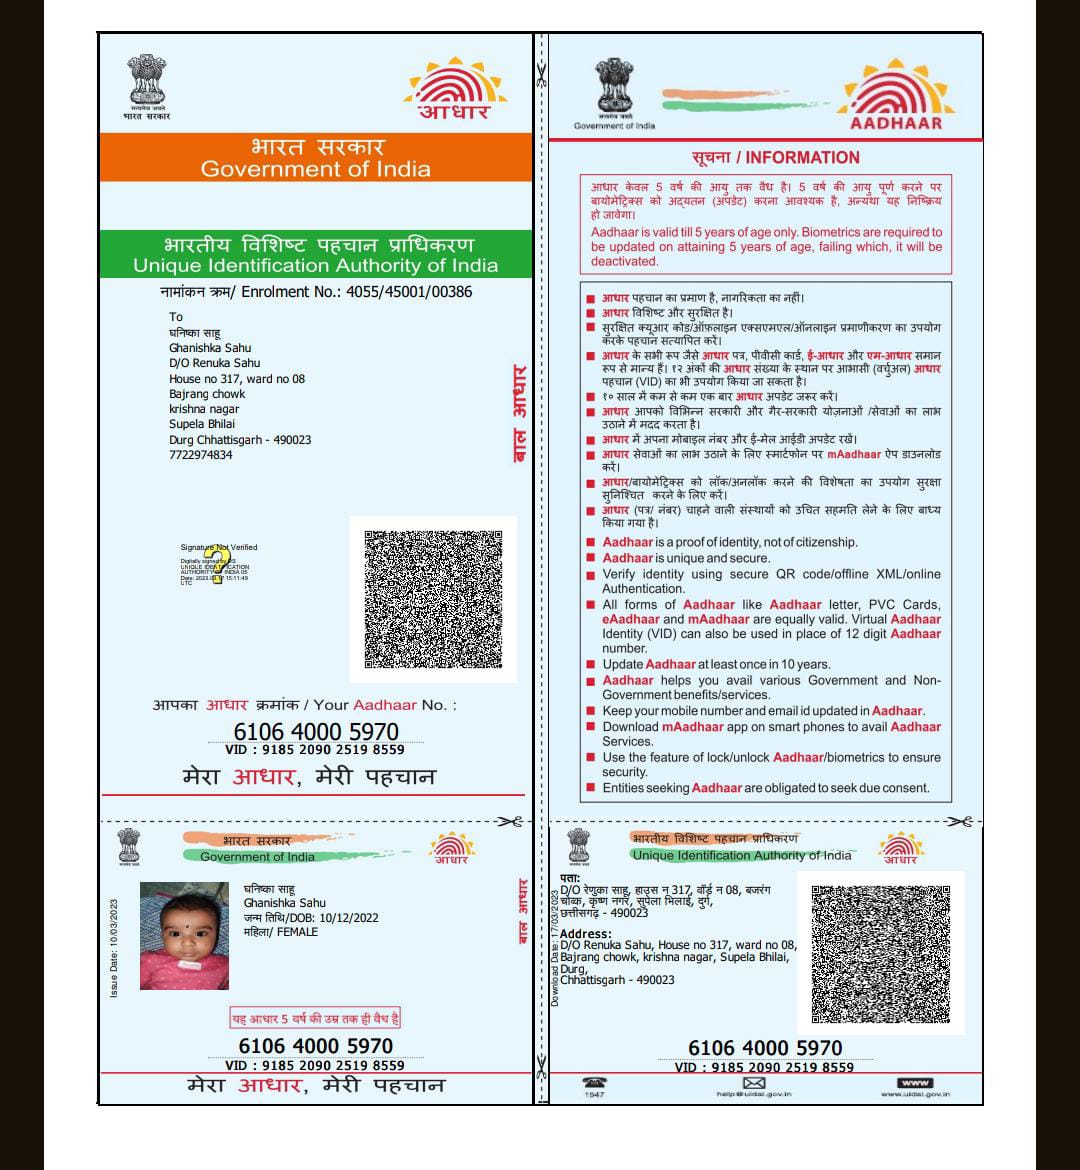 सत्यमेव जयते
भारत सरकार
आधार
भारत सरकार
Government of India
भारतीय विशिष्ट पहचान प्राधिकरण
Unique Identification Authority of India
नामांकन क्रम/ Enrolment No.: 4055/45001/00386
To
घनिष्का साहू
Ghanishka Sahu
D/O Renuka Sahu
House no 317, ward no 08
Bajrang chowk
krishna nagar
Supela Bhilai
Durg Chhattisgarh - 490023
7722974834
बाल आधार
Signature Not Verified
Digitally signed by DS
UNIQUE IDENTIFICATION
AUTHORITY OF INDIA 05
15:11:49
UTC
आपका आधार क्रमांक / Your Aadhaar No. :
6106 4000 5970
VID : 9185 2090 2519 8559
मेरा आधार, मेरी पहचान
Government of India
AADHAAR
सूचना / INFORMATION
आधार केवल 5 वर्ष की आयु तक वैध है। 5 वर्ष की आयु पूर्ण करने पर
बायोमेट्रिक्स को अद्यतन (अपडेट) करना आवश्यक है, अन्यथा यह निष्क्रिय
हो जावेगा।
Aadhaar is valid till 5 years of age only. Biometrics are required to
be updated on attaining 5 years of age, failing which, it will be
deactivated.
आधार पहचान का प्रमाण है, नागरिकता का नहीं।
आधार विशिष्ट और सुरक्षित है।
सुरक्षित क्यूआर कोड/ऑफ़लाइन एक्सएमएल/ऑनलाइन प्रमाणीकरण का उपयोग
करके पहचान सत्यापित करें।
आधार के सभी रूप जैसे आधार पत्र, पीवीसी कार्ड, ई-आधार और एम-आधार समान
रूप से मान्य हैं। १२ अंकों की आधार संख्या के स्थान पर आभासी (वर्चुअल) आधार
पहचान (VID) का भी उपयोग किया जा सकता है।
१० साल में कम से कम एक बार आधार अपडेट जरूर करें।
आधार आपको विभिन्न सरकारी और गैर-सरकारी योजनाओं /सेवाओं का लाभ
उठाने में मदद करता है।
आधार में अपना मोबाइल नंबर और ई-मेल आईडी अपडेट रखें।
आधार सेवाओं का लाभ उठाने के लिए स्मार्टफोन पर mAadhaar ऐप डाउनलोड
करें।
आधार/बायोमेट्रिक्स को लॉक/अनलॉक करने की विशेषता का उपयोग सुरक्षा
सुनिश्चित करने के लिए करें।
आधार (पत्र/ नंबर) चाहने वाली संस्थायों को उचित सहमति लेने के लिए बाध्य
किया गया है।
Aadhaar is a proof of identity, not of citizenship.
Aadhaar is unique and secure.
Verify identity using secure QR code/offline XML/online
Authentication.
All forms of Aadhaar like Aadhaar letter, PVC Cards,
eAadhaar and mAadhaar are equally valid. Virtual Aadhaar
Identity (VID) can also be used in place of 12 digit Aadhaar
number.
Update Aadhaar at least once in 10 years.
Aadhaar helps you avail various Government and Non-
Government benefits/services.
Keep your mobile number and email id updated in Aadhaar.
Download mAadhaar app on smart phones to avail Aadhaar
Services.
Use the feature of lock/unlock Aadhaar/biometrics to ensure
security.
Entities seeking Aadhaar are obligated to seek due consent.
भारत सरकार
Government of India
आधार
Issue Date: 10/03/2023
घनिष्का साहू
Ghanishka Sahu
जन्म तिथि/DOB: 10/12/2022
महिला/ FEMALE
बाल आधार
यह आधार 5 वर्ष की उम्र तक ही वैध है
6106 4000 5970
VID : 9185 2090 2519 8559
मेरा आधार, मेरी पहचान
भारतीय विशिष्ट पहचान प्राधिकरण
Unique Identification Authority of India
आधार
Download Date: 17/03/2023
पता:
D/O रेणुका साहू, हाउस न 317, वॉर्ड न 08, बजरंग
चोक, कृष्ण नगर, सुपेला भिलाई, दुर्ग,
छत्तीसगढ़ - 490023
Address:
D/O Renuka Sahu, House no 317, ward no 08,
Bajrang chowk, krishna nagar, Supela Bhilai,
Durg,
Chhattisgarh - 490023
6106 4000 5970
VID : 9185 2090 2519 8559
1947
help@uidai.gov.in
www
www.uidai.gov.in